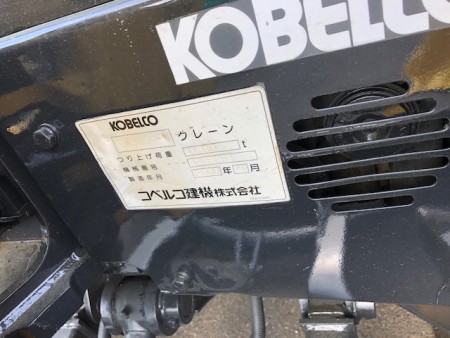 KOBELCO
KOBELCO
クレーン
つり上げ荷重 t
機械番号
製造年月 年 月
コベルコ建機株式会社